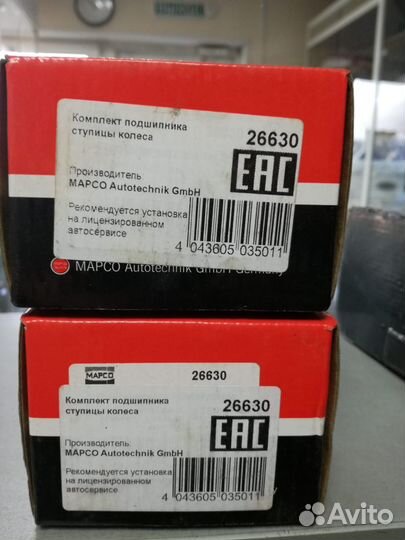 Комплект подшипника
ступицы колеса
26630
Производитель
MAPCO Autotechnik GmbH
EAC
Рекомендуется установка
на лицензированном
автосервисе
4 043605 035011
MAPCO Autotechnik GmbH Germany
MAPCO
26630
Комплект подшипника
ступицы колеса
26630
Производитель
MAPCO Autotechnik GmbH
EAC
Рекомендуется установка
на лицензированном
автосервисе
4 043605 035011
Avito